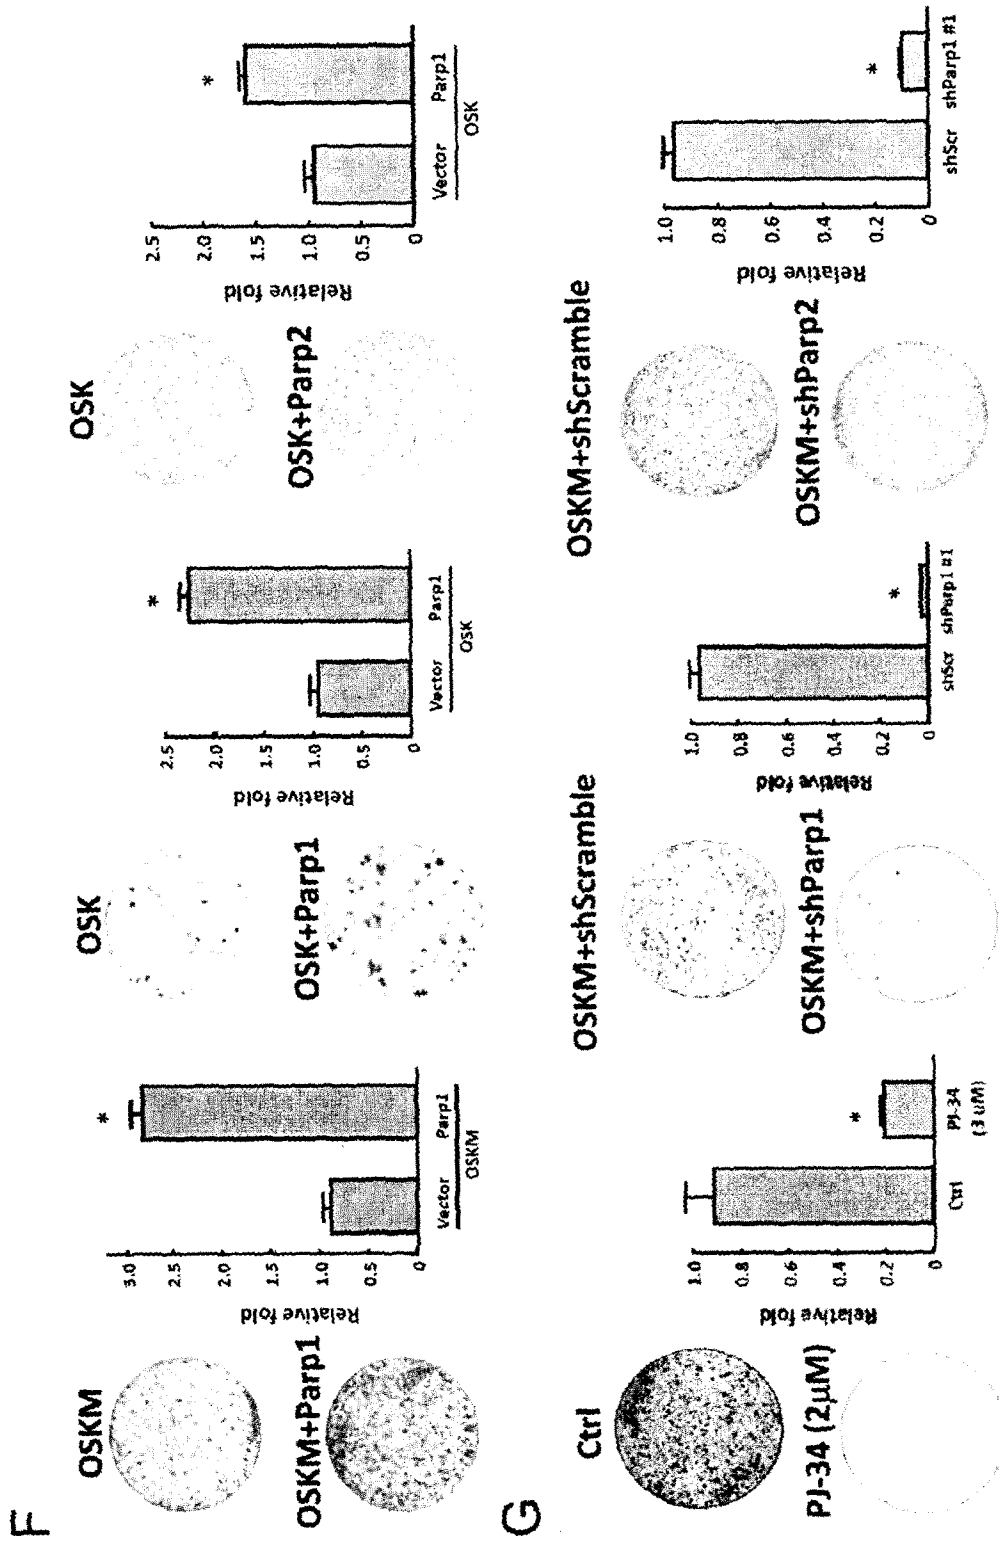 F
OSKM
OSKM+Parp1
Relative fold
3.0
2.5
2.0
1.5
1.0
0.5
0
*
Vector Parp1
OSKM
OSK
OSK+Parp1
Relative fold
2.5
2.0
1.5
1.0
0.5
0
*
Vector Parp1
OSK
OSK
OSK+Parp2
Relative fold
2.5
2.0
1.5
1.0
0.5
0
*
Vector Parp1
OSK
G
Ctrl
PJ-34 (2μM)
Relative fold
1.0
0.8
0.6
0.4
0.2
0
*
Ctrl PJ-34
(3 uM)
OSKM+shScramble
OSKM+shParp1
Relative fold
1.0
0.8
0.6
0.4
0.2
0
*
shScr shParp1 #1
OSKM+shScramble
OSKM+shParp2
Relative fold
1.0
0.8
0.6
0.4
0.2
0
*
shScr shParp1 #1